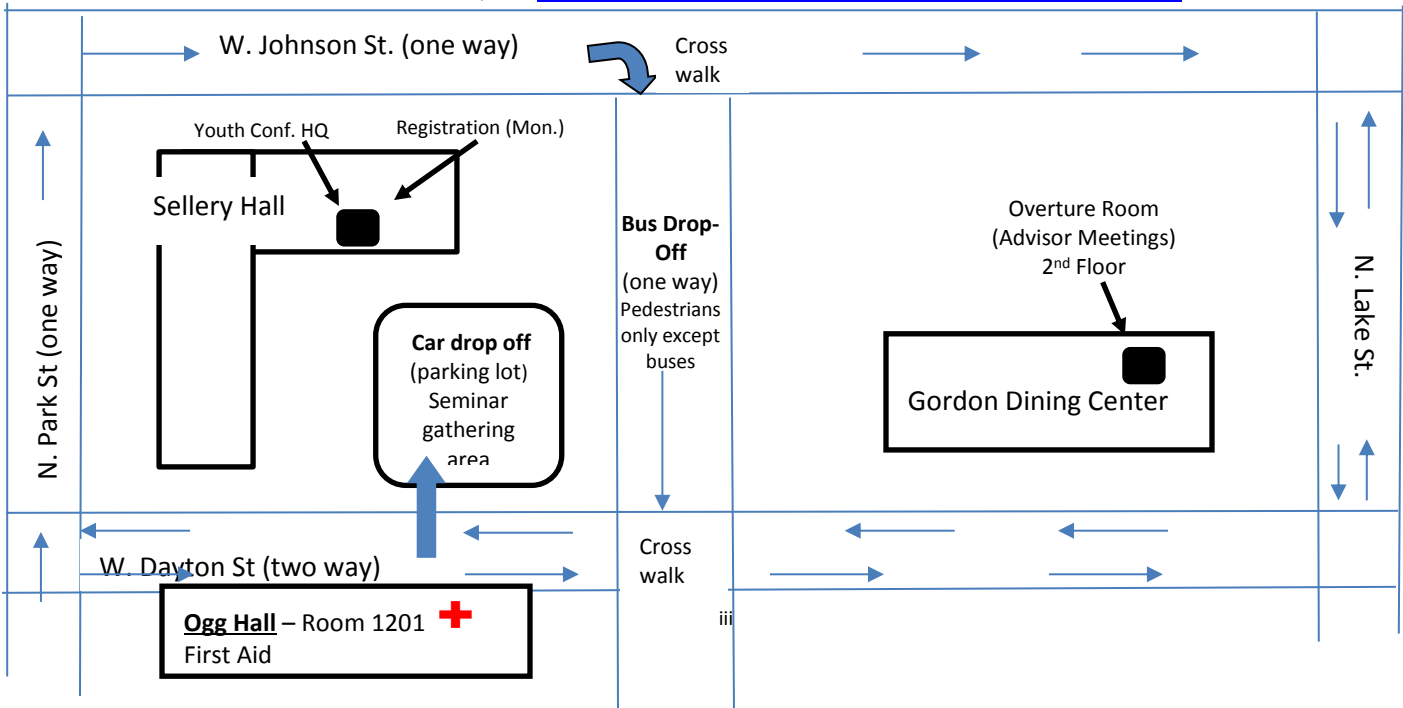 W. Johnson St. (one way)
Cross
walk
Youth Conf. HQ
Registration (Mon.)
Sellery Hall
N. Park St (one way)
Bus Drop-
Off
(one way)
Pedestrians
only except
buses
Overture Room
(Advisor Meetings)
2nd Floor
N. Lake St.
Car drop off
(parking lot)
Seminar
gathering
area
Gordon Dining Center
W. Dayton St (two way)
Cross
walk
Ogg Hall – Room 1201
First Aid
iii